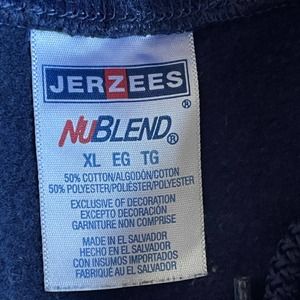 JERZEES
®
NUBLEND®
XL EG TG
50% COTTON/ALGODÓN/COTON
50% POLYESTER/POLIÉSTER/POLYESTER
EXCLUSIVE OF DECORATION
EXCEPTO DECORACIÓN
GARNITURE NON COMPRISE
MADE IN EL SALVADOR
HECHO EN EL SALVADOR
CON INSUMOS IMPORTADOS
FABRIQUÉ AU EL SALVADOR